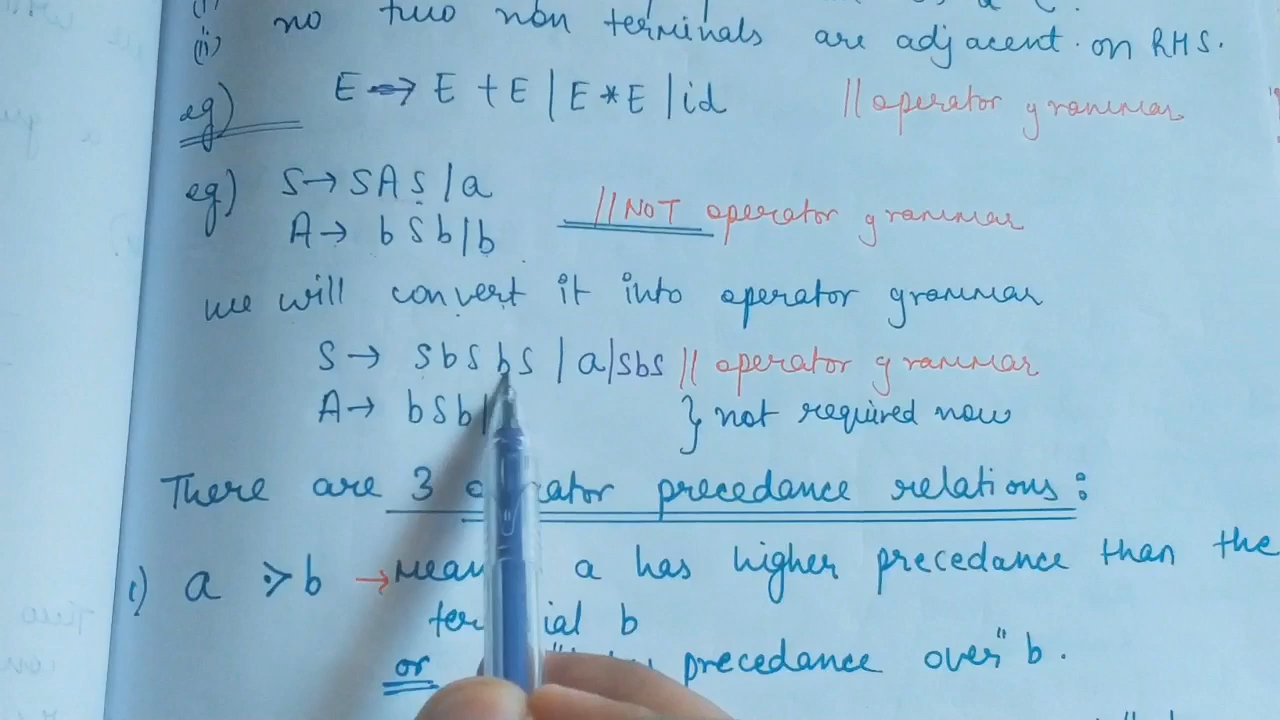 (ii) no two non terminals are adjacent on RHS.
eg) E → E + E | E * E | id // operator grammar
eg) S → SAS | a
A → bSb | b // NOT operator grammar
we will convert it into operator grammar
S → SbSbS | a | SbS // operator grammar
A → bSb | } not required now
There are 3 precedance relations:
1) a ⋗ b → a has higher precedance than the
b
or precedance over b.